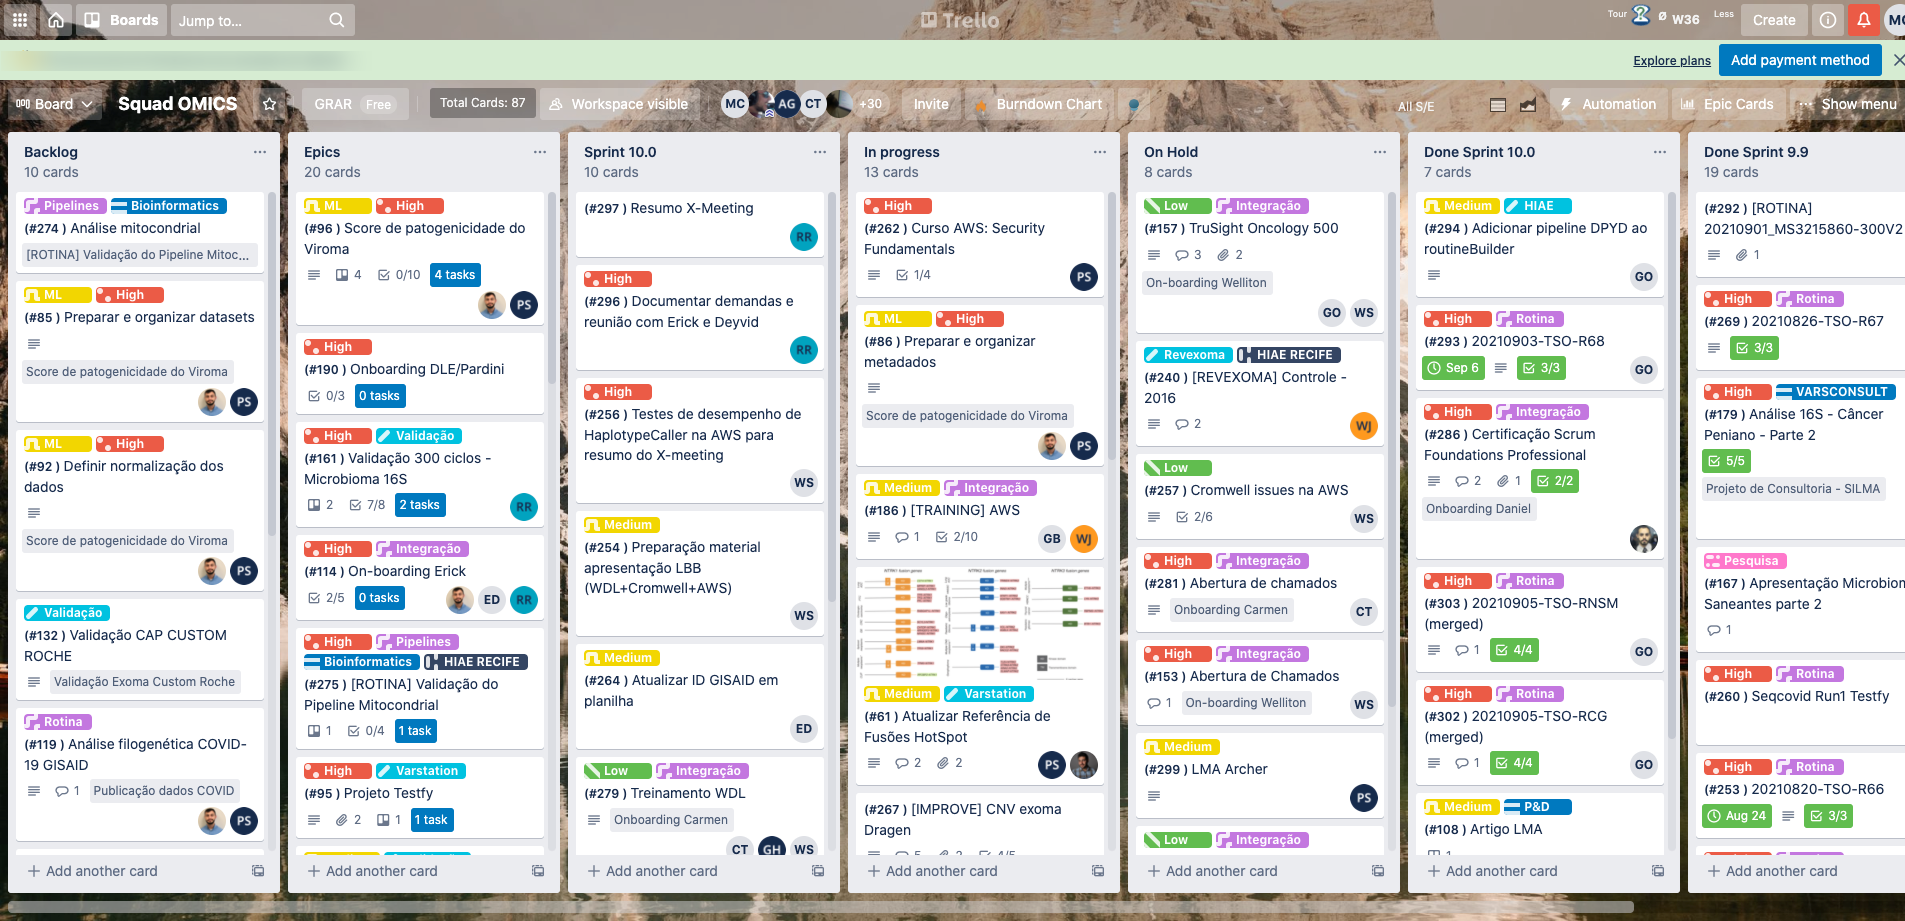 Boards
Jump to...
Trello
Tour
W36
Less
Create
MC
Explore plans
Add payment method
Board
Squad OMICS
GRAR Free
Total Cards: 87
Workspace visible
MC
AG
CT
+30
Invite
Burndown Chart
All S/E
Automation
Epic Cards
Show menu
Backlog
10 cards
Pipelines Bioinformatics
(#274 ) Análise mitocondrial
[ROTINA] Validação do Pipeline Mitoc...
ML High
(#85 ) Preparar e organizar datasets
Score de patogenicidade do Viroma
PS
ML High
(#92 ) Definir normalização dos
dados
Score de patogenicidade do Viroma
PS
Validação
(#132 ) Validação CAP CUSTOM
ROCHE
Validação Exoma Custom Roche
Rotina
(#119 ) Análise filogenética COVID-
19 GISAID
1 Publicação dados COVID
PS
+ Add another card
Epics
20 cards
ML High
(#96 ) Score de patogenicidade do
Viroma
4 0/10 4 tasks
PS
High
(#190 ) Onboarding DLE/Pardini
0/3 0 tasks
High Validação
(#161 ) Validação 300 ciclos -
Microbioma 16S
2 7/8 2 tasks RR
High Integração
(#114 ) On-boarding Erick
2/5 0 tasks ED RR
High Pipelines
Bioinformatics HIAE RECIFE
(#275 ) [ROTINA] Validação do
Pipeline Mitocondrial
1 0/4 1 task
High Varstation
(#95 ) Projeto Testfy
2 1 1 task
+ Add another card
Sprint 10.0
10 cards
(#297 ) Resumo X-Meeting
RR
High
(#296 ) Documentar demandas e
reunião com Erick e Deyvid
RR
High
(#256 ) Testes de desempenho de
HaplotypeCaller na AWS para
resumo do X-meeting
WS
Medium
(#254 ) Preparação material
apresentação LBB
(WDL+Cromwell+AWS)
WS
Medium
(#264 ) Atualizar ID GISAID em
planilha
ED
Low Integração
(#279 ) Treinamento WDL
Onboarding Carmen
CT GH WS
+ Add another card
In progress
13 cards
High
(#262 ) Curso AWS: Security
Fundamentals
1/4 PS
ML High
(#86 ) Preparar e organizar
metadados
Score de patogenicidade do Viroma
PS
Medium Integração
(#186 ) [TRAINING] AWS
1 2/10 GB WJ
Medium Varstation
(#61 ) Atualizar Referência de
Fusões HotSpot
2 2 PS
(#267 ) [IMPROVE] CNV exoma
Dragen
5 2 4/5
+ Add another card
On Hold
8 cards
Low Integração
(#157 ) TruSight Oncology 500
3 2
On-boarding Welliton
GO WS
Revexoma HIAE RECIFE
(#240 ) [REVEXOMA] Controle -
2016
2 WJ
Low
(#257 ) Cromwell issues na AWS
2/6 WS
High Integração
(#281 ) Abertura de chamados
Onboarding Carmen CT
High Integração
(#153 ) Abertura de Chamados
1 On-boarding Welliton WS
Medium
(#299 ) LMA Archer
PS
Low Integração
+ Add another card
Done Sprint 10.0
7 cards
Medium HIAE
(#294 ) Adicionar pipeline DPYD ao
routineBuilder
GO
High Rotina
(#293 ) 20210903-TSO-R68
Sep 6 3/3 GO
High Integração
(#286 ) Certificação Scrum
Foundations Professional
2 1 2/2
Onboarding Daniel
High Rotina
(#303 ) 20210905-TSO-RNSM
(merged)
1 4/4 GO
High Rotina
(#302 ) 20210905-TSO-RCG
(merged)
1 4/4 GO
Medium P&D
(#108 ) Artigo LMA
1
+ Add another card
Done Sprint 9.9
19 cards
(#292 ) [ROTINA]
20210901_MS3215860-300V2
1
High Rotina
(#269 ) 20210826-TSO-R67
3/3
High VARSCONSULT
(#179 ) Análise 16S - Câncer
Peniano - Parte 2
5/5
Projeto de Consultoria - SILMA
Pesquisa
(#167 ) Apresentação Microbiom
Saneantes parte 2
1
High Rotina
(#260 ) Seqcovid Run1 Testfy
High Rotina
(#253 ) 20210820-TSO-R66
Aug 24 3/3
+ Add another card